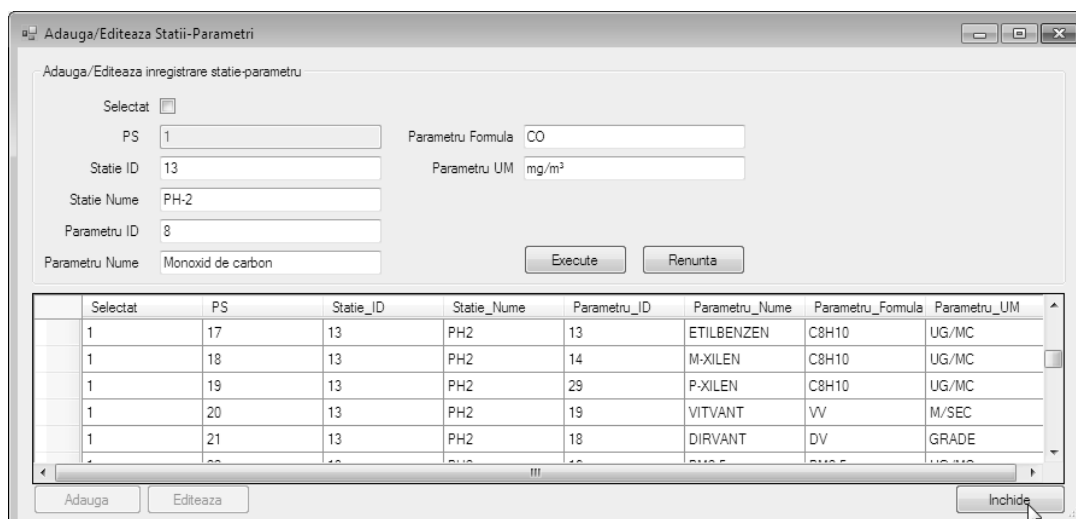 Adauga/Editeaza Statii-Parametri
Adauga/Editeaza inregistrare statie-parametru
Selectat
PS 1 Parametru Formula CO
Statie ID 13 Parametru UM mg/m³
Statie Nume PH-2
Parametru ID 8
Parametru Nume Monoxid de carbon Execute Renunta
Selectat PS Statie_ID Statie_Nume Parametru_ID Parametru_Nume Parametru_Formula Parametru_UM
1 17 13 PH2 13 ETILBENZEN C8H10 UG/MC
1 18 13 PH2 14 M-XILEN C8H10 UG/MC
1 19 13 PH2 29 P-XILEN C8H10 UG/MC
1 20 13 PH2 19 VITVANT VV M/SEC
1 21 13 PH2 18 DIRVANT DV GRADE
Adauga Editeaza Inchide